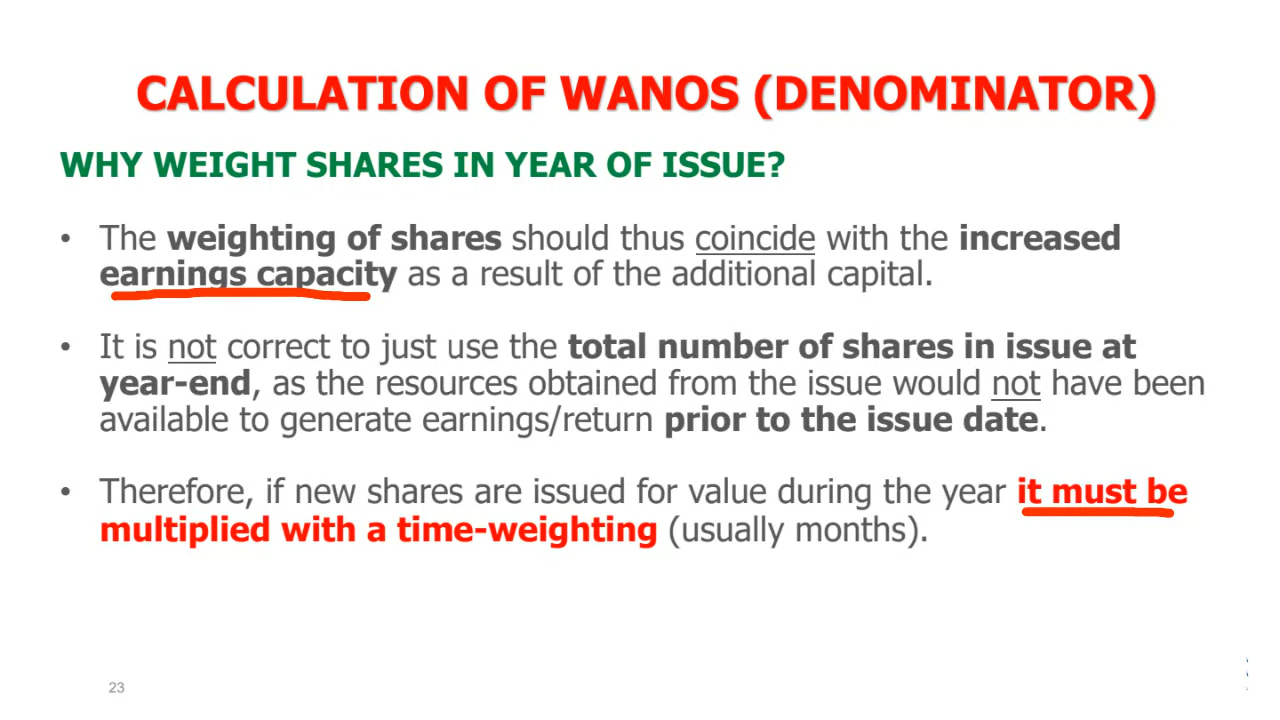 CALCULATION OF WANOS (DENOMINATOR)
WHY WEIGHT SHARES IN YEAR OF ISSUE?
• The weighting of shares should thus coincide with the increased
earnings capacity as a result of the additional capital.
• It is not correct to just use the total number of shares in issue at
year-end, as the resources obtained from the issue would not have been
available to generate earnings/return prior to the issue date.
• Therefore, if new shares are issued for value during the year it must be
multiplied with a time-weighting (usually months).
23